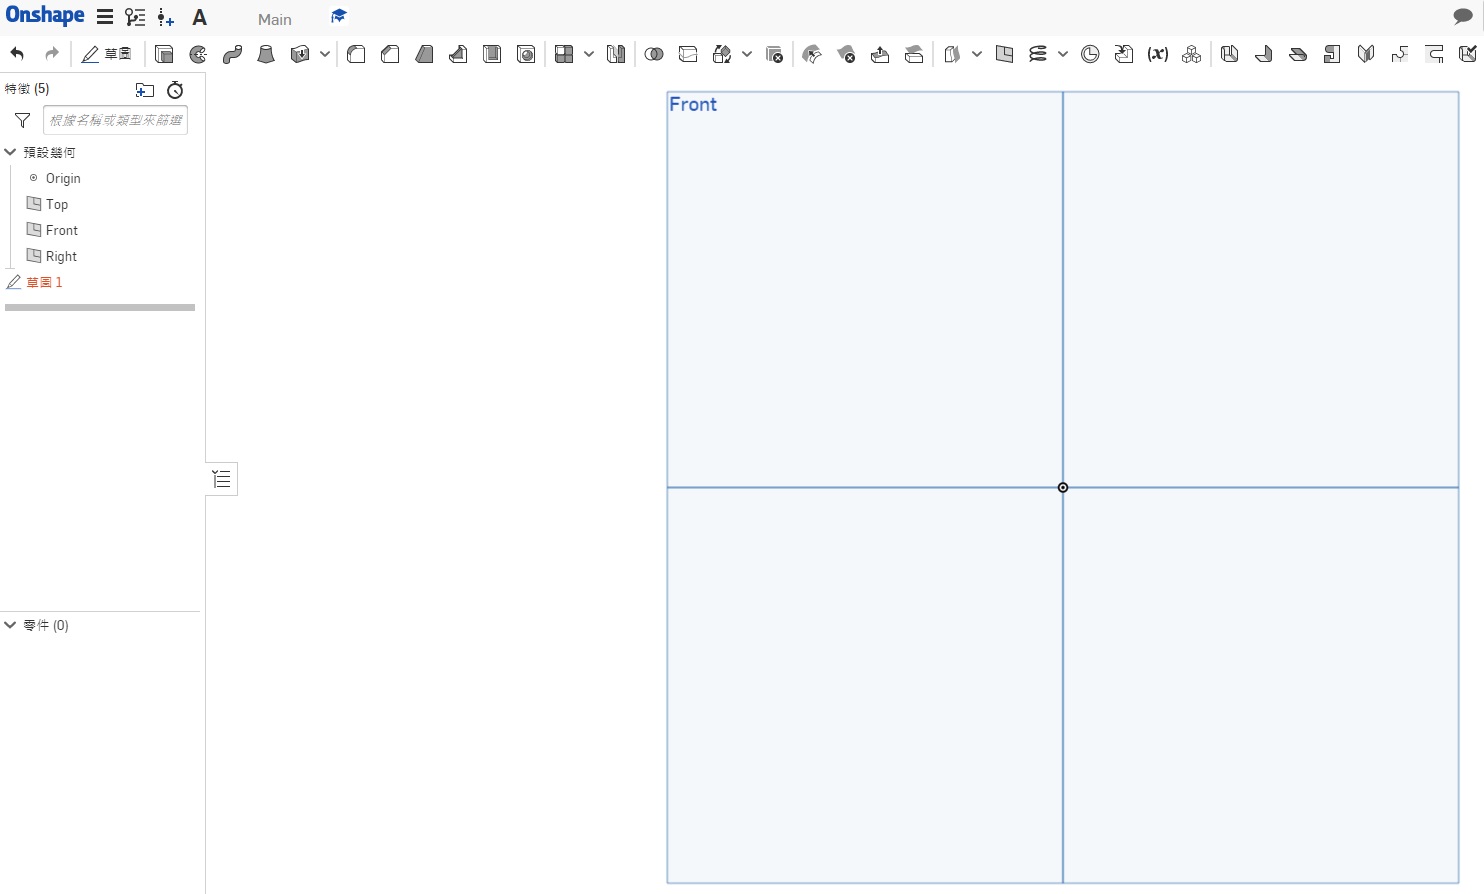 Onshape
A
Main
草圖
(x)
特徵 (5)
根據名稱或類型來篩選
預設幾何
Origin
Top
Front
Right
草圖 1
零件 (0)
Front